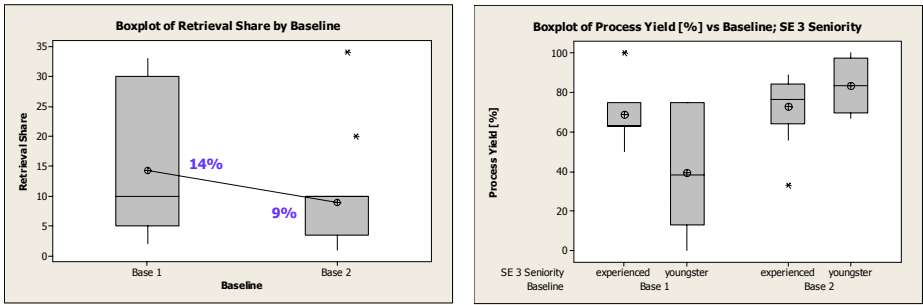 Boxplot of Retrieval Share by Baseline
Retrieval Share
35
30
25
20
15
10
5
0
14%
9%
Base 1
Base 2
Baseline
Boxplot of Process Yield [%] vs Baseline; SE 3 Seniority
Process Yield [%]
100
80
60
40
20
0
SE 3 Seniority experienced youngster experienced youngster
Baseline Base 1 Base 2